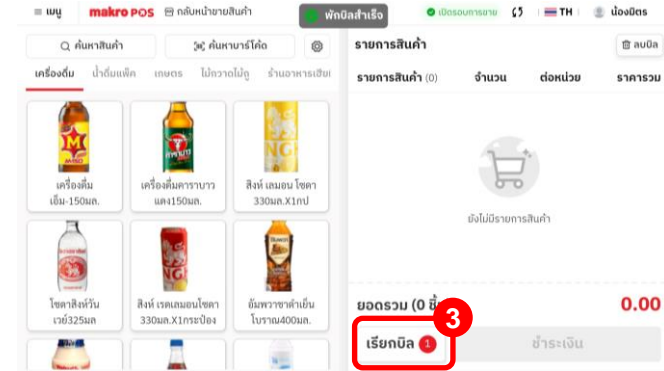 เมนู
makro POS
กลับหน้าขายสินค้า
พักบิลสำเร็จ
เปิดรอบการขาย
TH
น้องมิตร
ค้นหาสินค้า
ค้นหาบาร์โค้ด
รายการสินค้า
ลบบิล
เครื่องดื่ม น้ำดื่มแพ็ค เกษตร ไม้กวาดไม้ถู ร้านอาหารเฮีย
รายการสินค้า (0) จำนวน ต่อหน่วย ราคารวม
เครื่องดื่ม
เอ็ม-150มล.
เครื่องดื่มคาราบาว
แดง150มล.
สิงห์ เลมอน โซดา
330มล.X1กป
ยังไม่มีรายการสินค้า
โซดาสิงห์วัน
เวย์325มล
สิงห์ เรดเลมอนโซดา
330มล.X1กระป๋อง
อัมพวาชาดำเย็น
โบราณ400มล.
ยอดรวม (0 ชิ้น
0.00
3
เรียกบิล 1
ชำระเงิน